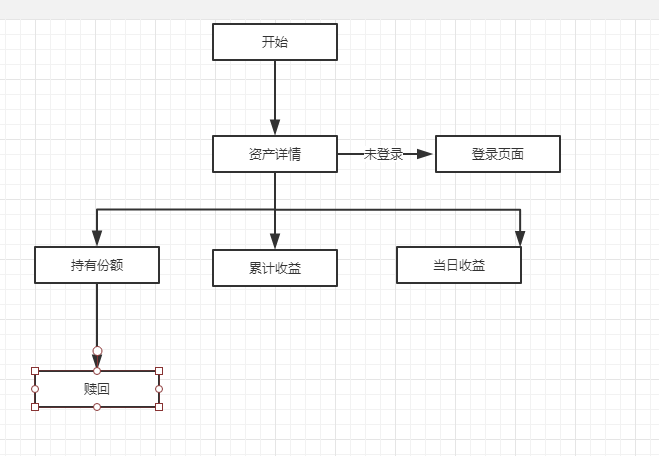 开始
资产详情
未登录
登录页面
持有份额
累计收益
当日收益
赎回